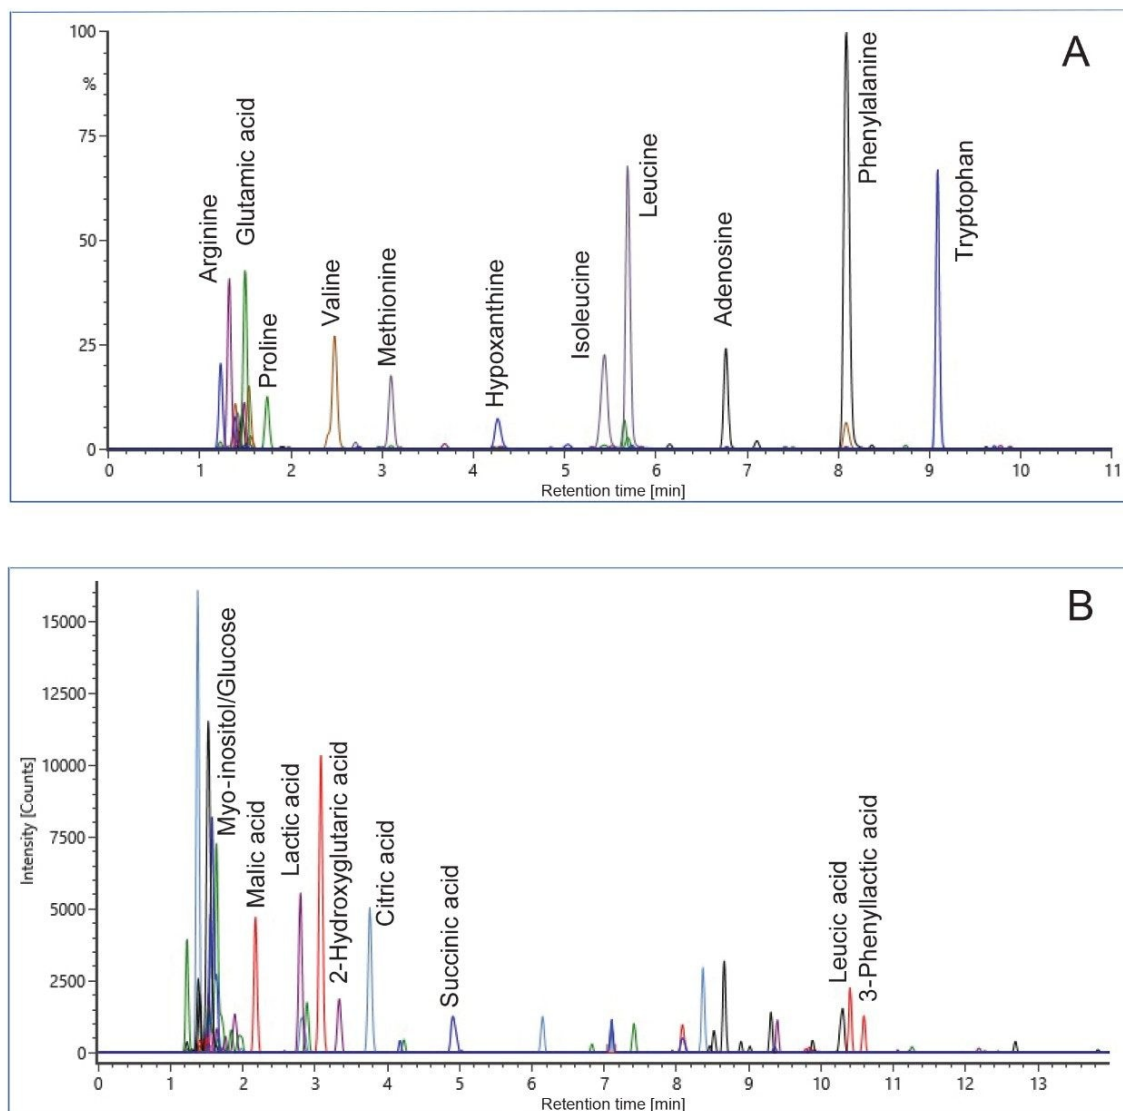 A
100
%
75
50
25
0
Arginine
Glutamic acid
Proline
Valine
Methionine
Hypoxanthine
Isoleucine
Leucine
Adenosine
Phenylalanine
Tryptophan
0 1 2 3 4 5 6 7 8 9 10 11
Retention time [min]
B
15000
12500
10000
7500
5000
2500
0
Intensity [Counts]
Myo-inositol/Glucose
Malic acid
Lactic acid
2-Hydroxyglutaric acid
Citric acid
Succinic acid
Leucic acid
3-Phenyllactic acid
0 1 2 3 4 5 6 7 8 9 10 11 12 13
Retention time [min]